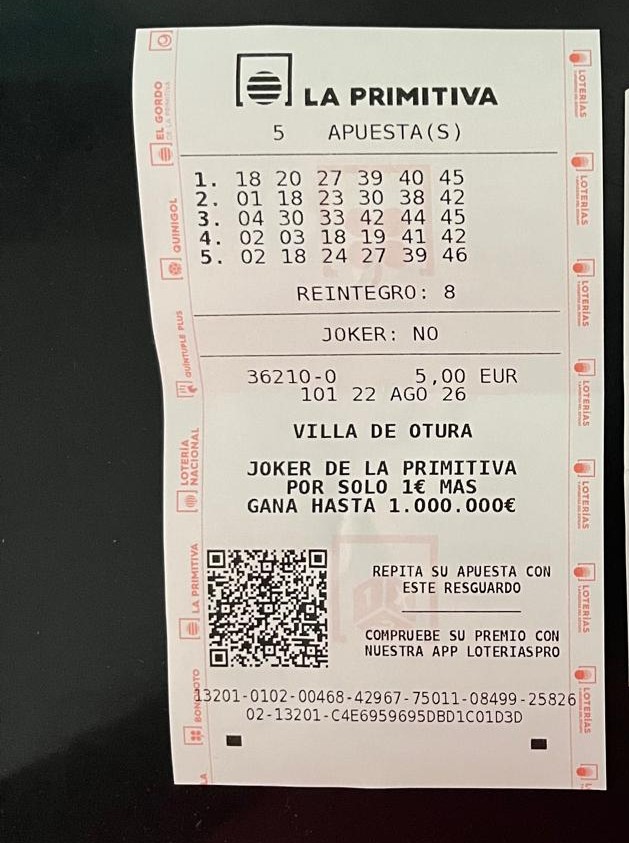 LA PRIMITIVA
5 APUESTA(S)
1. 18 20 27 39 40 45
2. 01 18 23 30 38 42
3. 04 30 33 42 44 45
4. 02 03 18 19 41 42
5. 02 18 24 27 39 46
REINTEGRO: 8
JOKER: NO
36210-0 5,00 EUR
101 22 AGO 26
VILLA DE OTURA
JOKER DE LA PRIMITIVA
POR SOLO 1€ MAS
GANA HASTA 1.000.000€
REPITA SU APUESTA CON
ESTE RESGUARDO
COMPRUEBE SU PREMIO CON
NUESTRA APP LOTERIASPRO
13201-0102-00468-42967-75011-08499-25826
02-13201-C4E6959695DBD1C01D3D
EL GORDO
DE LA PRIMITIVA
QUINIGOL
QUÍNTUPLE PLUS
LOTERÍA
NACIONAL
LA PRIMITIVA
BONOLOTO
LOTERÍAS
LOTERÍAS
LOTERÍAS
LOTERÍAS
LOTERÍAS
LOTERÍAS
LOTERÍAS